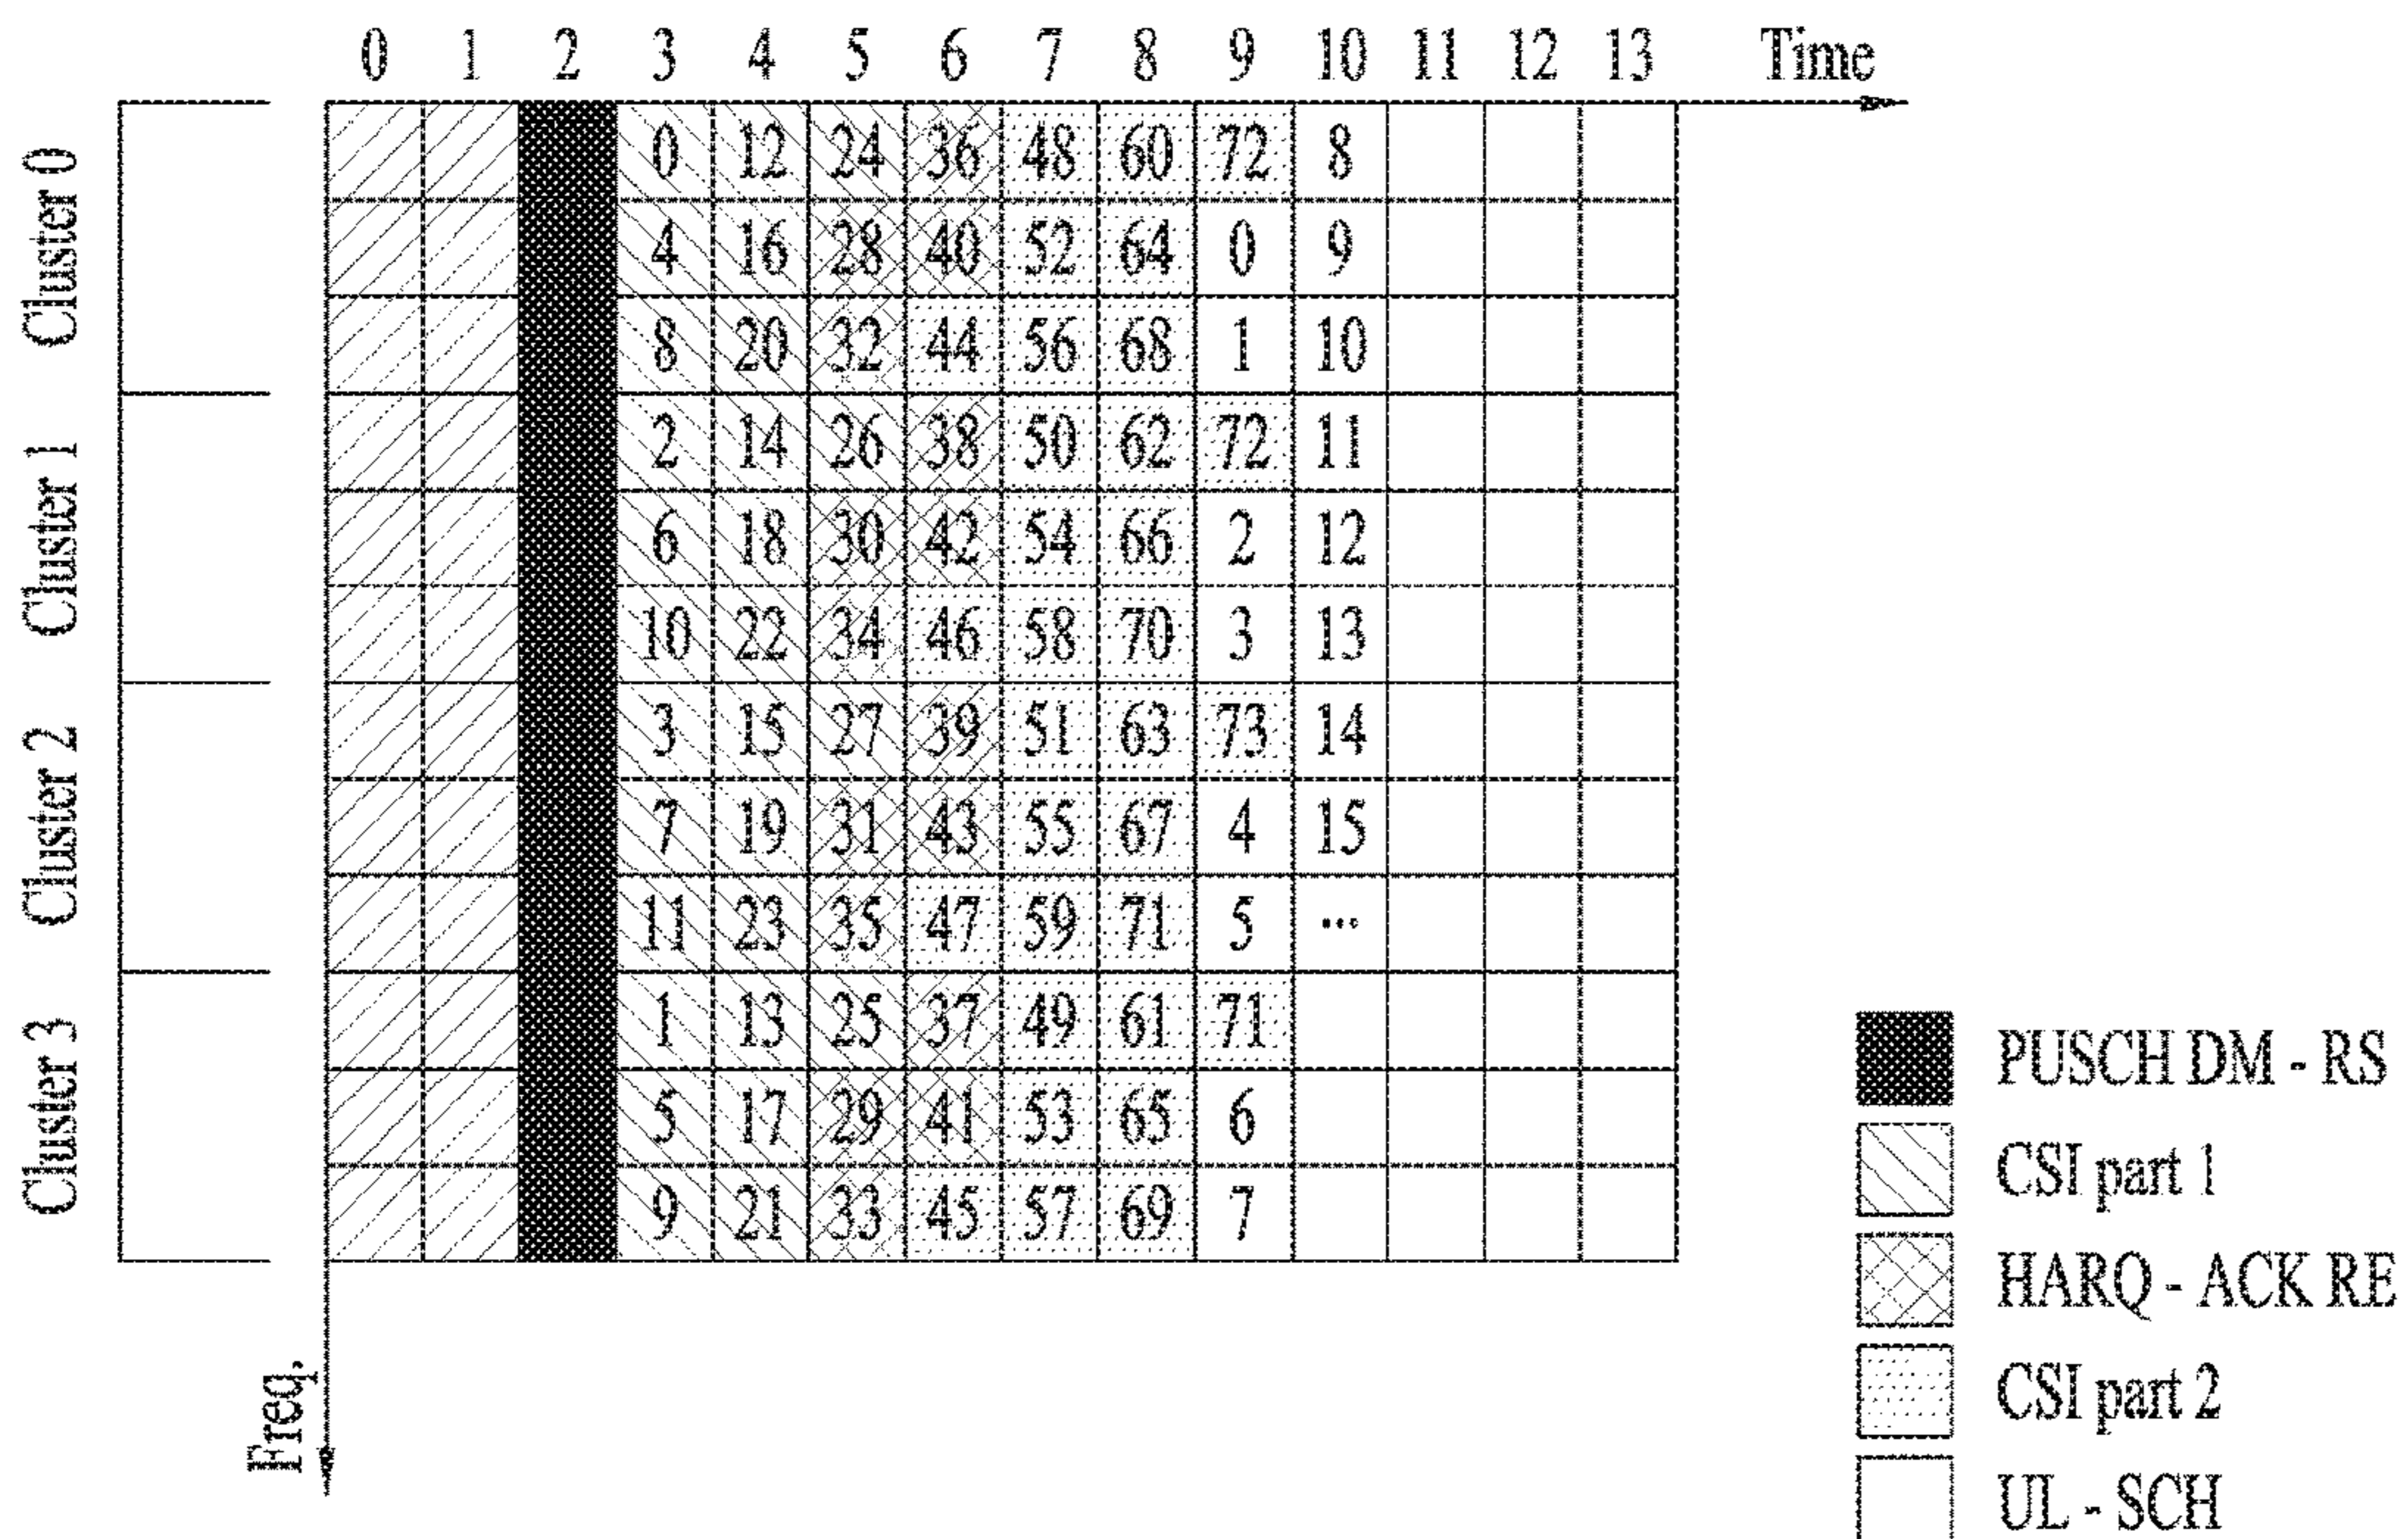 0 1 2 3 4 5 6 7 8 9 10 11 12 13 Time
Cluster 0
0 12 24 36 48 60 72 8
4 16 28 40 52 64 0 9
8 20 32 44 56 68 1 10
Cluster 1
2 14 26 38 50 62 72 11
6 18 30 42 54 66 2 12
10 22 34 46 58 70 3 13
Cluster 2
3 15 27 39 51 63 73 14
7 19 31 43 55 67 4 15
11 23 35 47 59 71 5 ...
Cluster 3
1 13 25 37 49 61 71
5 17 29 41 53 65 6
9 21 33 45 57 69 7
Freq.
PUSCH DM - RS
CSI part 1
HARQ - ACK RE
CSI part 2
UL - SCH